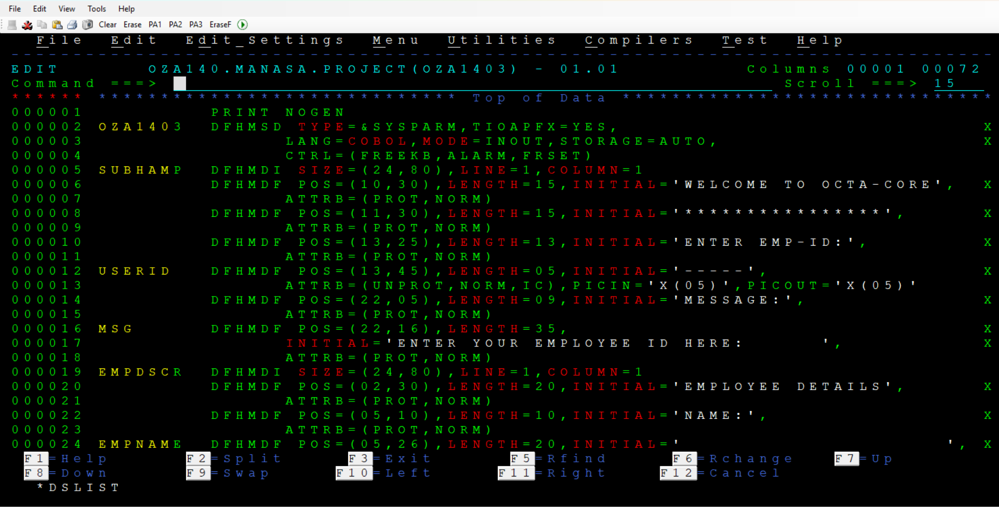 File Edit View Tools Help
Clear Erase PA1 PA2 PA3 EraseF
File Edit Edit_Settings Menu Utilities Compilers Test Help
-------------------------------------------------------------------------------
EDIT OZA140.MANASA.PROJECT(OZA1403) - 01.01 Columns 00001 00072
Command ===> Scroll ===> 15
****** ***************************** Top of Data ******************************
000001 PRINT NOGEN
000002 OZA1403 DFHMSD TYPE=&SYSPARM,TIOAPFX=YES, X
000003 LANG=COBOL,MODE=INOUT,STORAGE=AUTO, X
000004 CTRL=(FREEKB,ALARM,FRSET)
000005 SUBHAMP DFHMDI SIZE=(24,80),LINE=1,COLUMN=1
000006 DFHMDF POS=(10,30),LENGTH=15,INITIAL='WELCOME TO OCTA-CORE', X
000007 ATTRB=(PROT,NORM)
000008 DFHMDF POS=(11,30),LENGTH=15,INITIAL='****************', X
000009 ATTRB=(PROT,NORM)
000010 DFHMDF POS=(13,25),LENGTH=13,INITIAL='ENTER EMP-ID:', X
000011 ATTRB=(PROT,NORM)
000012 USERID DFHMDF POS=(13,45),LENGTH=05,INITIAL='-----', X
000013 ATTRB=(UNPROT,NORM,IC),PICIN='X(05)',PICOUT='X(05)'
000014 DFHMDF POS=(22,05),LENGTH=09,INITIAL='MESSAGE:', X
000015 ATTRB=(PROT,NORM)
000016 MSG DFHMDF POS=(22,16),LENGTH=35, X
000017 INITIAL='ENTER YOUR EMPLOYEE ID HERE:      ', X
000018 ATTRB=(PROT,NORM)
000019 EMPDSCR DFHMDI SIZE=(24,80),LINE=1,COLUMN=1
000020 DFHMDF POS=(02,30),LENGTH=20,INITIAL='EMPLOYEE DETAILS', X
000021 ATTRB=(PROT,NORM)
000022 DFHMDF POS=(05,10),LENGTH=10,INITIAL='NAME:', X
000023 ATTRB=(PROT,NORM)
000024 EMPNAME DFHMDF POS=(05,26),LENGTH=20,INITIAL='                     ', X
F1=Help F2=Split F3=Exit F5=Rfind F6=Rchange F7=Up
F8=Down F9=Swap F10=Left F11=Right F12=Cancel
*DSLIST